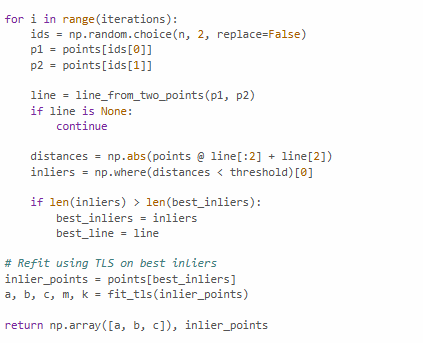 for i in range(iterations):
    ids = np.random.choice(n, 2, replace=False)
    p1 = points[ids[0]]
    p2 = points[ids[1]]

    line = line_from_two_points(p1, p2)
    if line is None:
        continue

    distances = np.abs(points @ line[:2] + line[2])
    inliers = np.where(distances < threshold)[0]

    if len(inliers) > len(best_inliers):
        best_inliers = inliers
        best_line = line

# Refit using TLS on best inliers
inlier_points = points[best_inliers]
a, b, c, m, k = fit_tls(inlier_points)

return np.array([a, b, c]), inlier_points